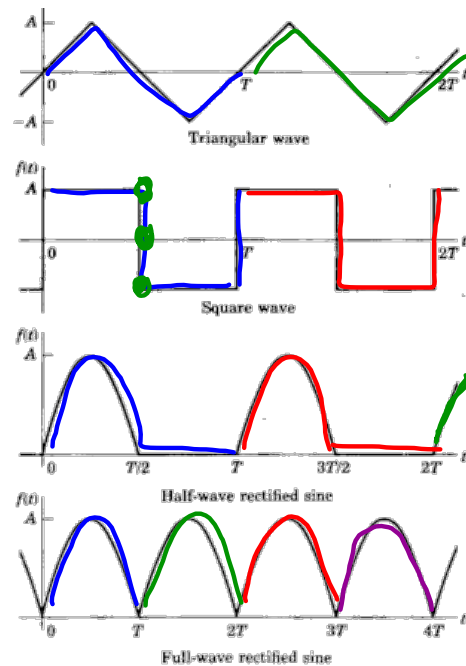 A
0 T 2T t
−A
Triangular wave
f(t)
A
0 T 2T
Square wave
f(t)
A
0 T/2 T 3T/2 2T t
Half-wave rectified sine
f(t)
A
0 T 2T 3T 4T t
Full-wave rectified sine